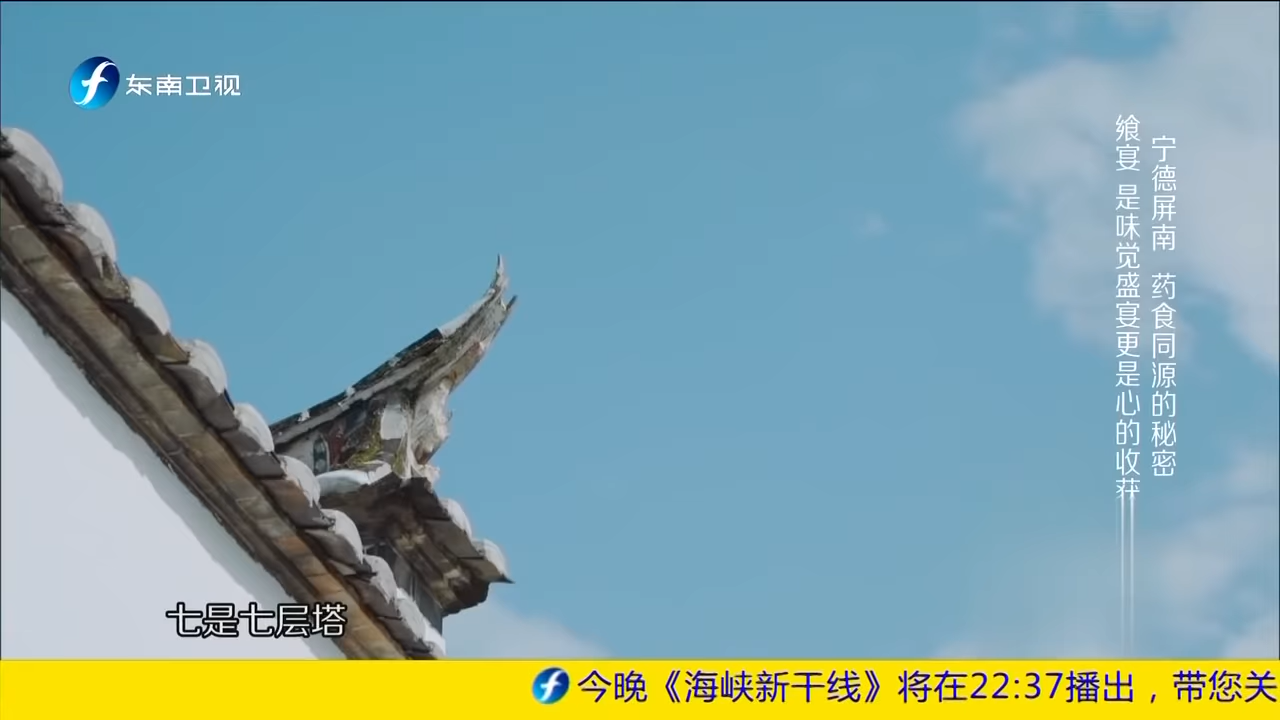 东南卫视
宁德屏南 药食同源的秘密
飨宴 是味觉盛宴更是心的收获
七是七层塔
今晚《海峡新干线》将在22:37播出，带您关